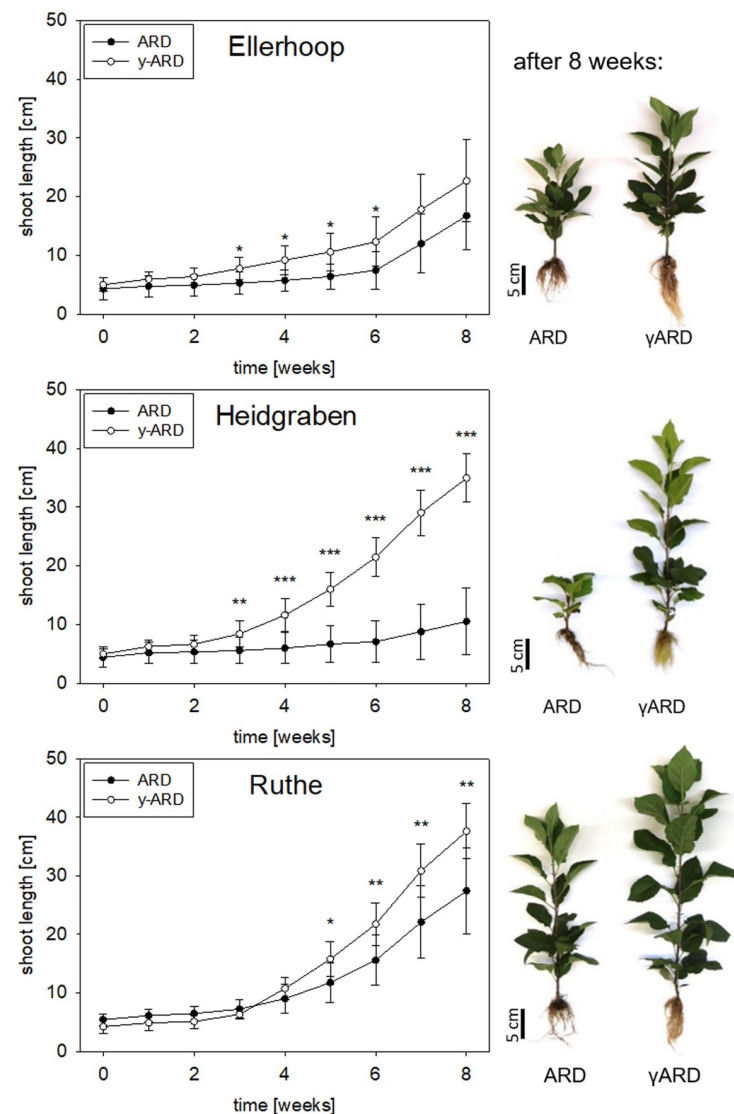 Ellerhoop
ARD
y-ARD
50
40
30
20
10
0
shoot length [cm]
0 2 4 6 8
time [weeks]
* * * *
after 8 weeks:
5 cm
ARD γARD
Heidgraben
ARD
y-ARD
50
40
30
20
10
0
shoot length [cm]
0 2 4 6 8
time [weeks]
** *** *** *** *** ***
5 cm
ARD γARD
Ruthe
ARD
y-ARD
50
40
30
20
10
0
shoot length [cm]
0 2 4 6 8
time [weeks]
* ** ** **
5 cm
ARD γARD